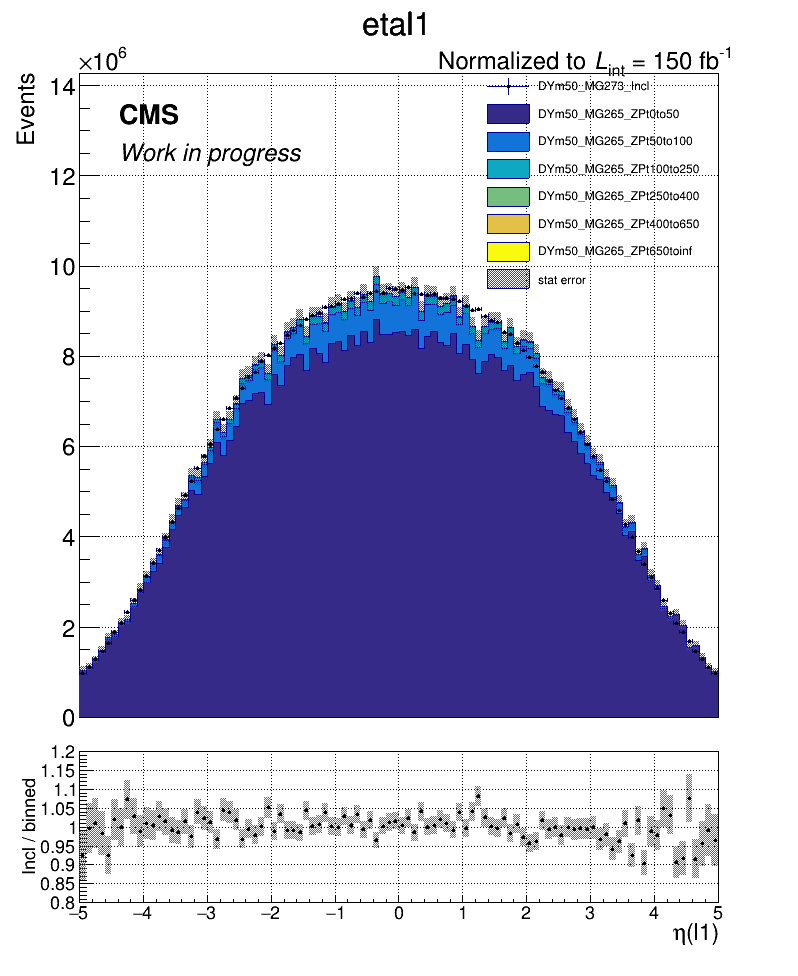 etal1
×10⁶
Normalized to L_int = 150 fb⁻¹
Events
14
12
10
8
6
4
2
0
CMS
Work in progress
DYm50_MG273_Incl
DYm50_MG265_ZPt0to50
DYm50_MG265_ZPt50to100
DYm50_MG265_ZPt100to250
DYm50_MG265_ZPt250to400
DYm50_MG265_ZPt400to650
DYm50_MG265_ZPt650toinf
stat error
Incl / binned
1.2
1.15
1.1
1.05
1
0.95
0.9
0.85
0.8
−5 −4 −3 −2 −1 0 1 2 3 4 5
η(l1)